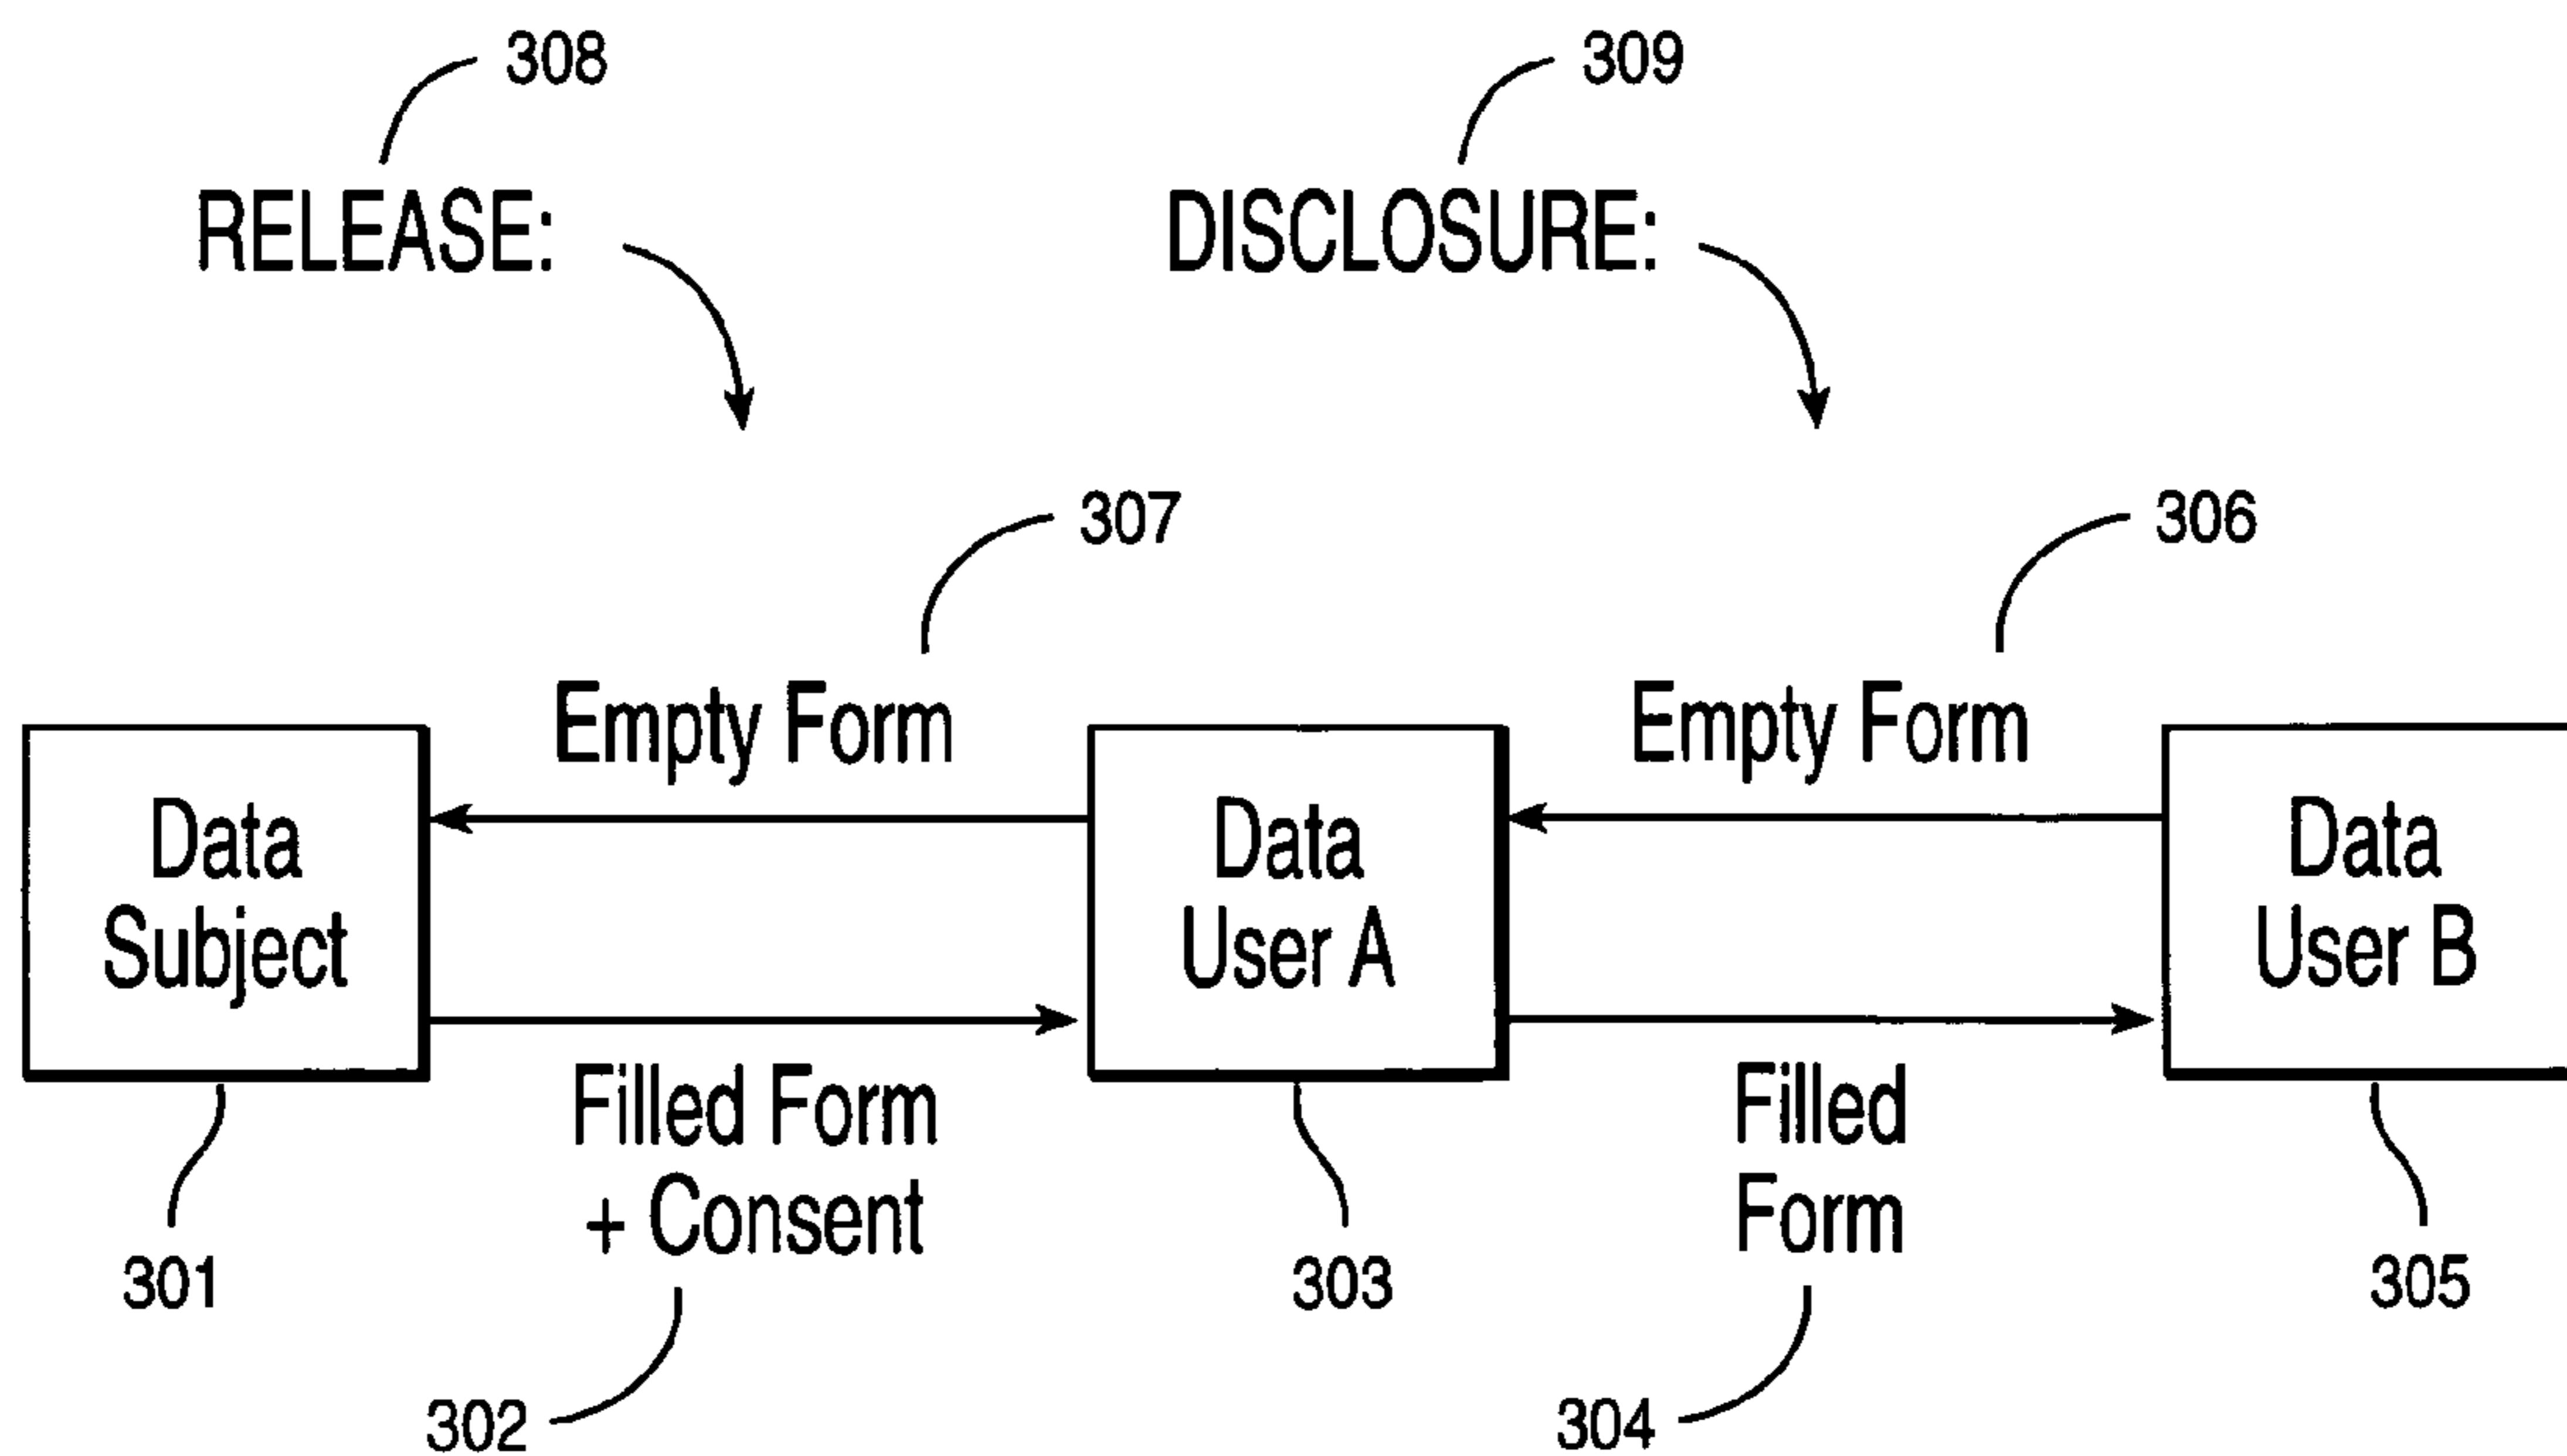 308
309
RELEASE:
DISCLOSURE:
307
306
Empty Form
Empty Form
Data
Subject
Data
User A
Data
User B
Filled Form
+ Consent
Filled
Form
301
303
305
302
304